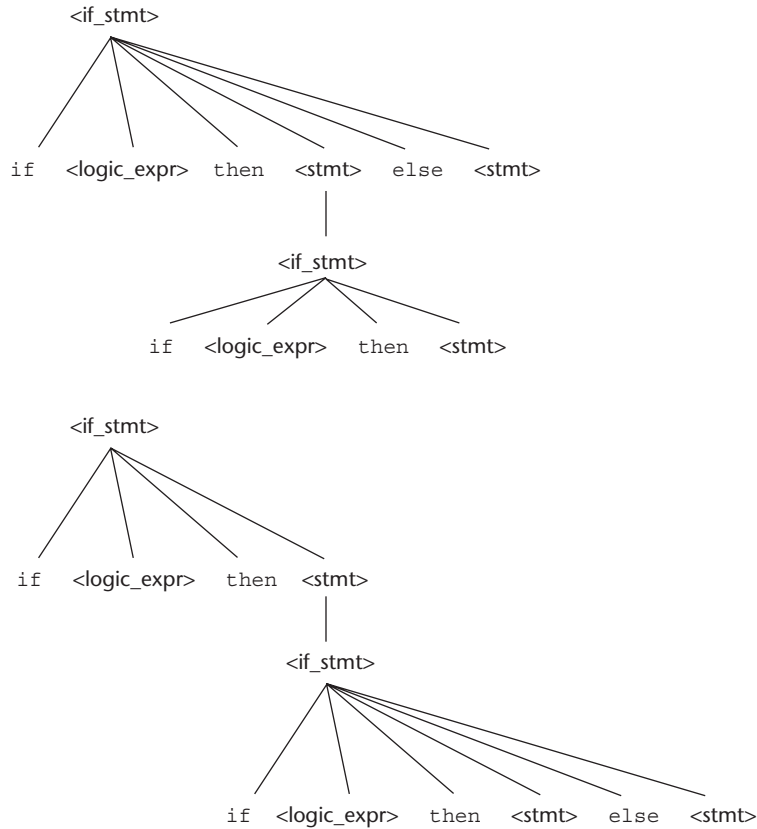 <if_stmt>
if <logic_expr> then <stmt> else <stmt>
<if_stmt>
if <logic_expr> then <stmt>
<if_stmt>
if <logic_expr> then <stmt>
<if_stmt>
if <logic_expr> then <stmt> else <stmt>